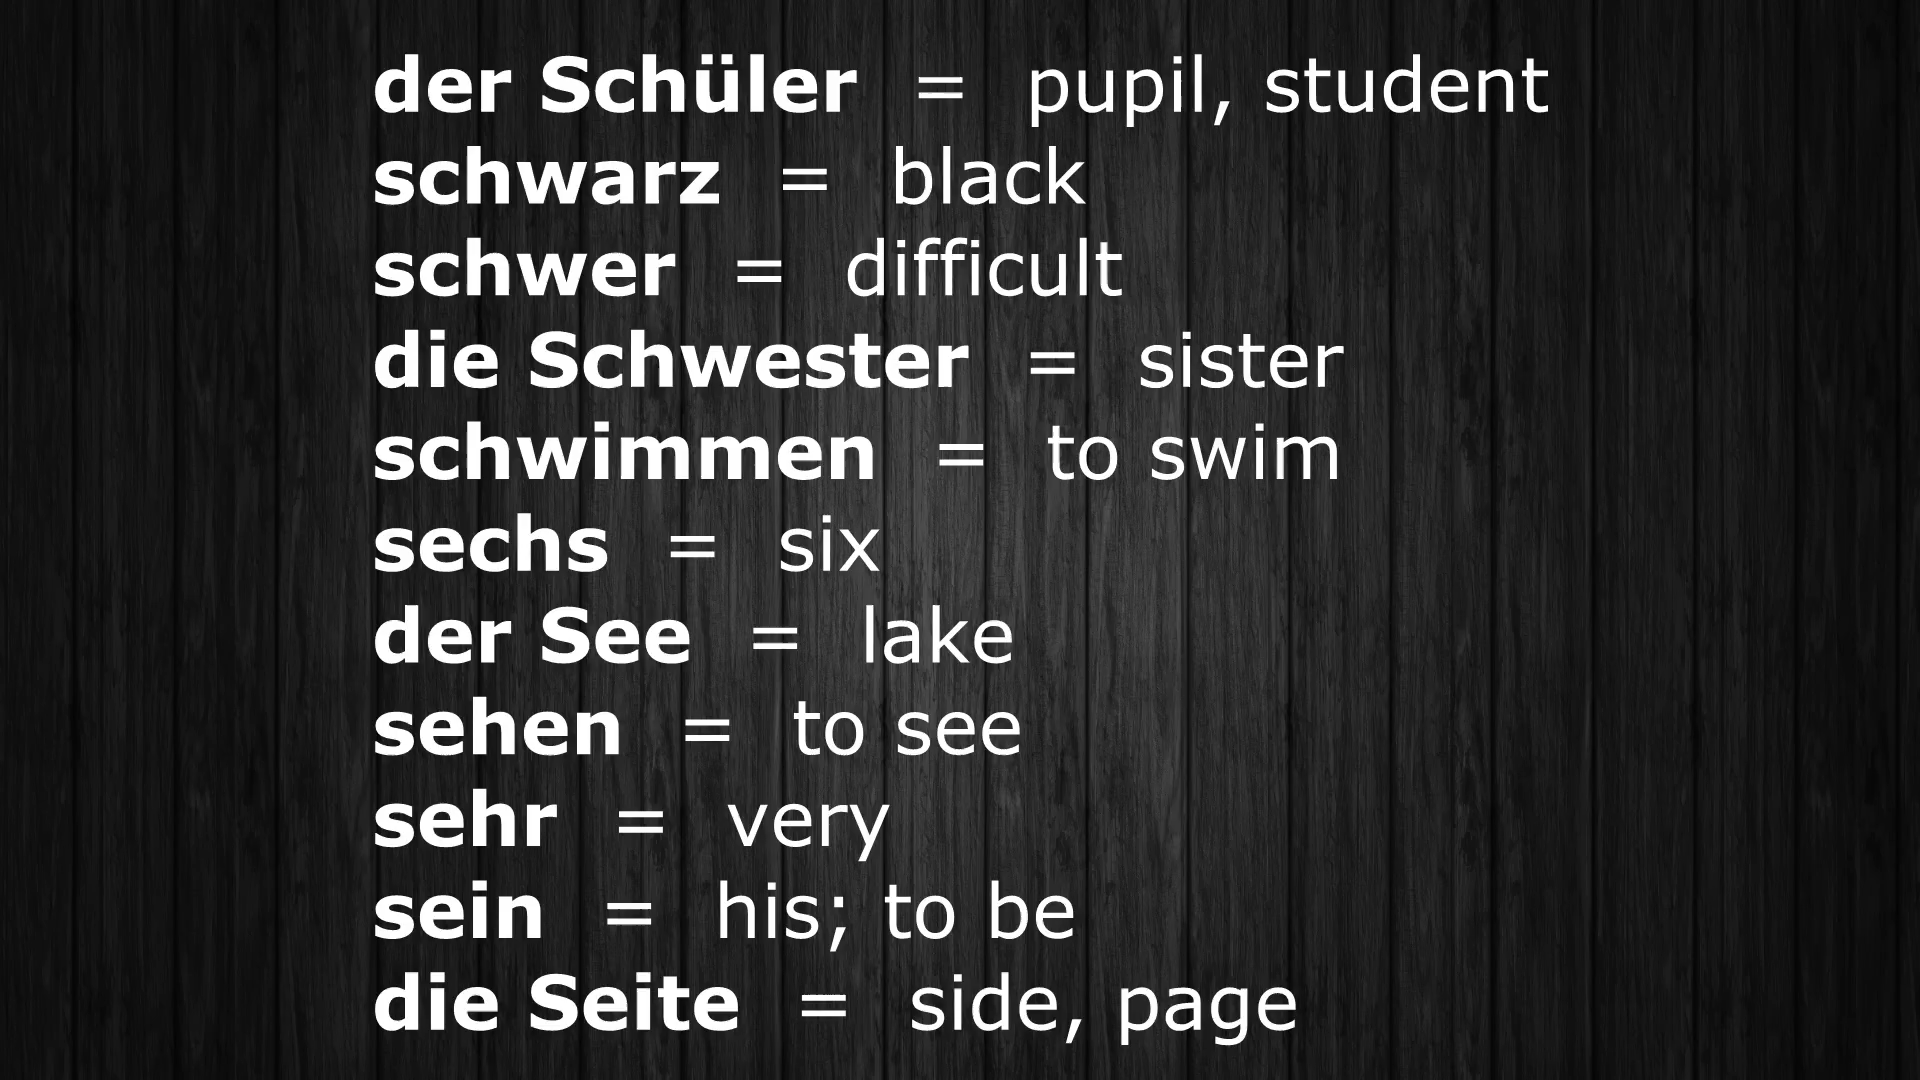 der Schüler = pupil, student
schwarz = black
schwer = difficult
die Schwester = sister
schwimmen = to swim
sechs = six
der See = lake
sehen = to see
sehr = very
sein = his; to be
die Seite = side, page